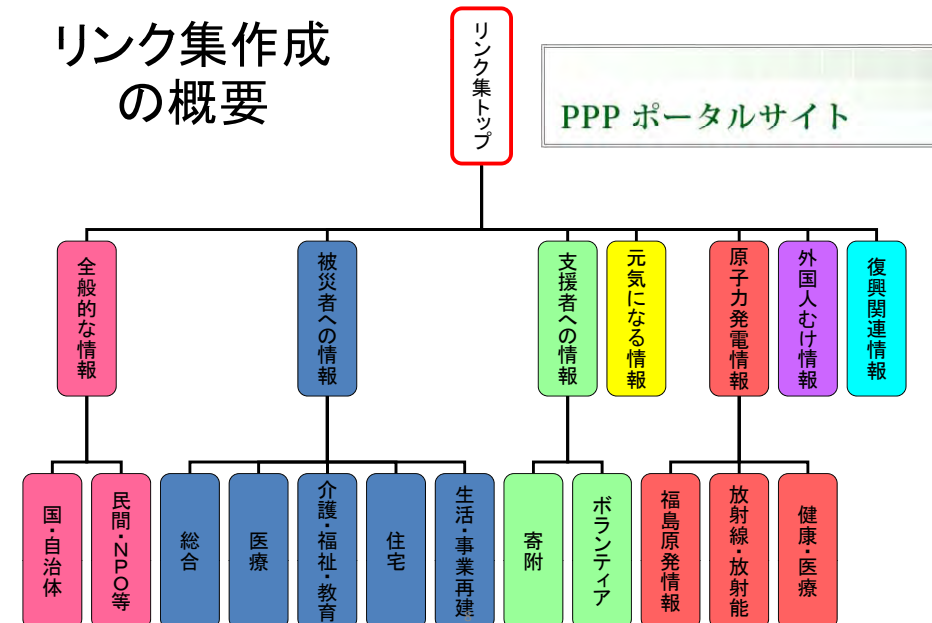 リンク集作成
の概要
リンク集トップ
PPP ポータルサイト
全般的な情報
被災者への情報
支援者への情報
元気になる情報
原子力発電情報
外国人むけ情報
復興関連情報
国・自治体
民間・NPO等
総合
医療
介護・福祉・教育
住宅
生活・事業再建
寄附
ボランティア
福島原発情報
放射線・放射能
健康・医療